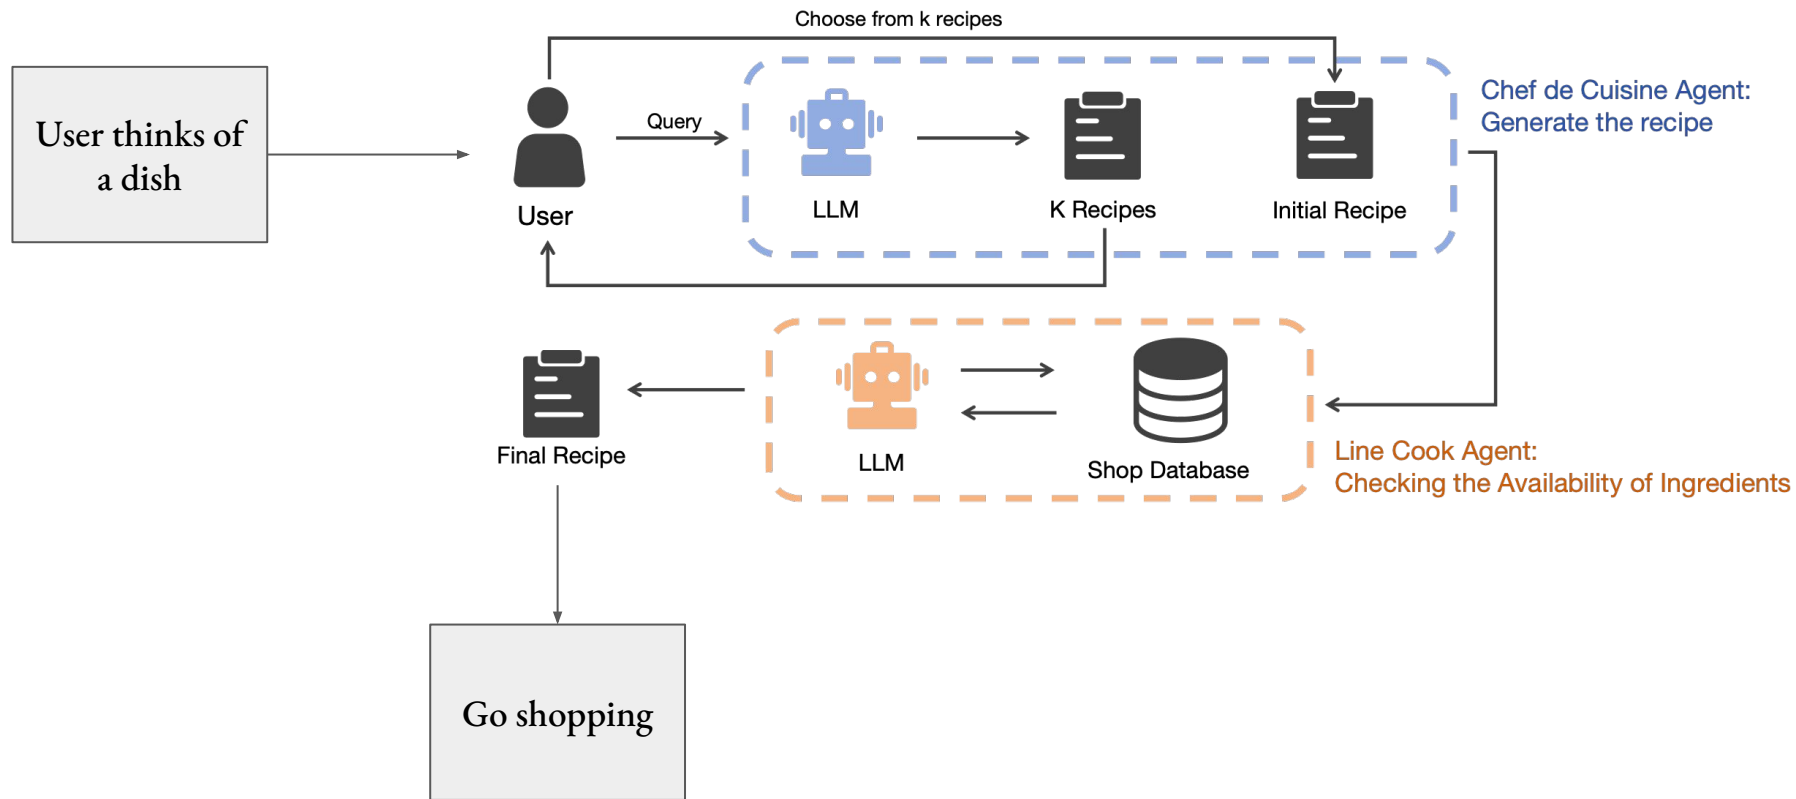 Choose from k recipes
User thinks of
a dish
Query
User
LLM
K Recipes
Initial Recipe
Chef de Cuisine Agent:
Generate the recipe
Final Recipe
LLM
Shop Database
Line Cook Agent:
Checking the Availability of Ingredients
Go shopping